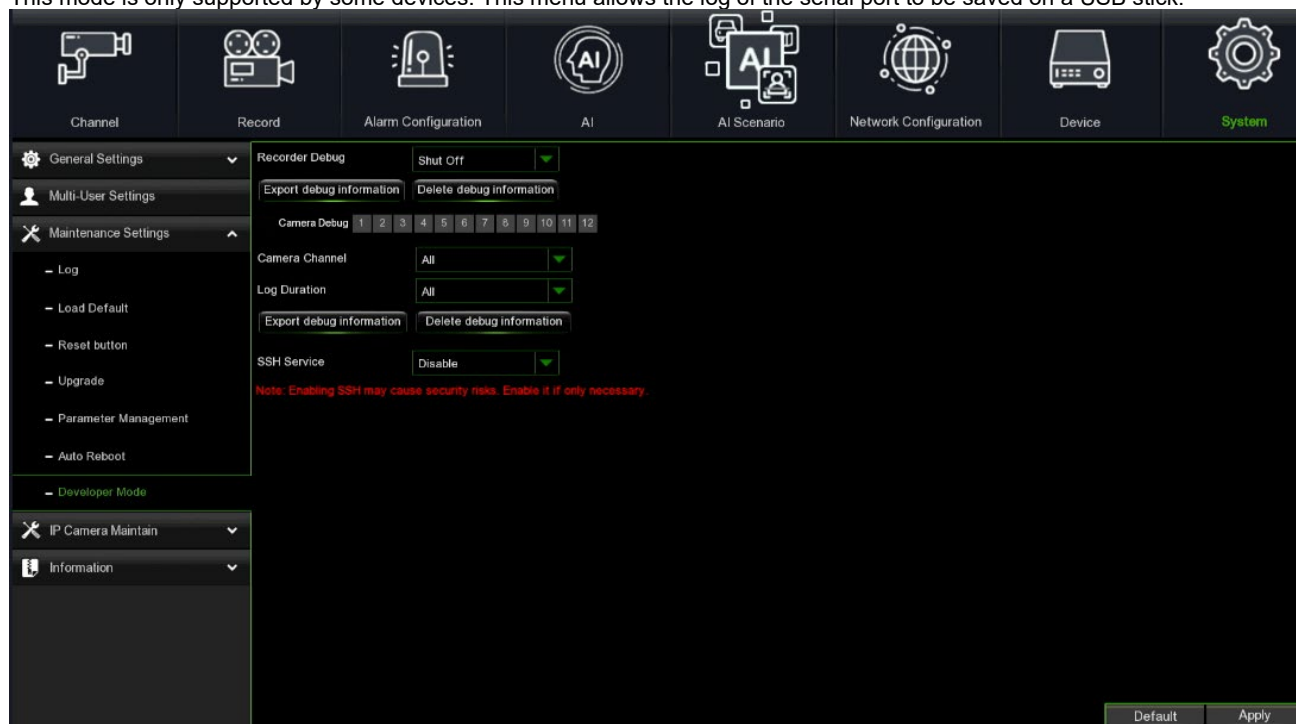 This mode is only supported by some devices. This menu allows the log of the serial port to be saved on a USB stick.
Channel
Record
Alarm Configuration
AI
AI Scenario
Network Configuration
Device
System
AI
AI
General Settings
Multi-User Settings
Maintenance Settings
– Log
– Load Default
– Reset button
– Upgrade
– Parameter Management
– Auto Reboot
– Developer Mode
IP Camera Maintain
Information
Recorder Debug Shut Off
Export debug information Delete debug information
Camera Debug 1 2 3 4 5 6 7 8 9 10 11 12
Camera Channel All
Log Duration All
Export debug information Delete debug information
SSH Service Disable
Note: Enabling SSH may cause security risks. Enable it if only necessary.
Default Apply